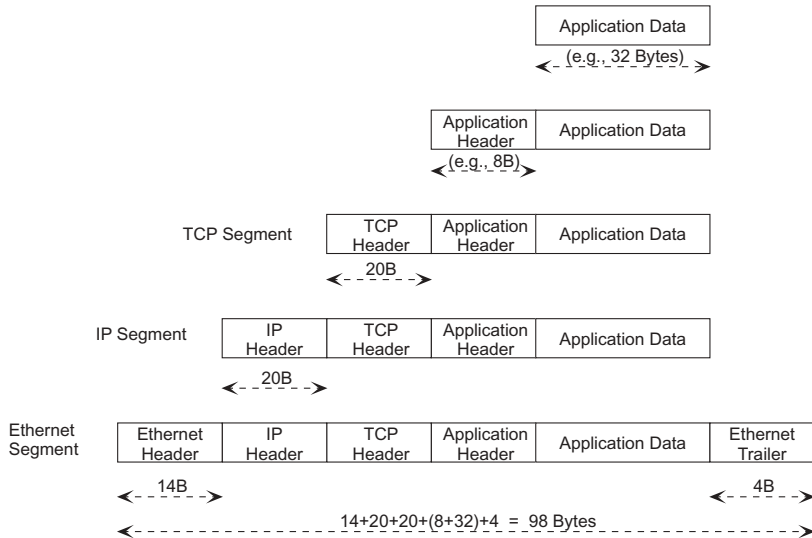 Application Data
(e.g., 32 Bytes)
Application
Header
Application Data
(e.g., 8B)
TCP Segment
TCP
Header
Application
Header
Application Data
20B
IP Segment
IP
Header
TCP
Header
Application
Header
Application Data
20B
Ethernet
Segment
Ethernet
Header
IP
Header
TCP
Header
Application
Header
Application Data
Ethernet
Trailer
14B
4B
14+20+20+(8+32)+4 = 98 Bytes